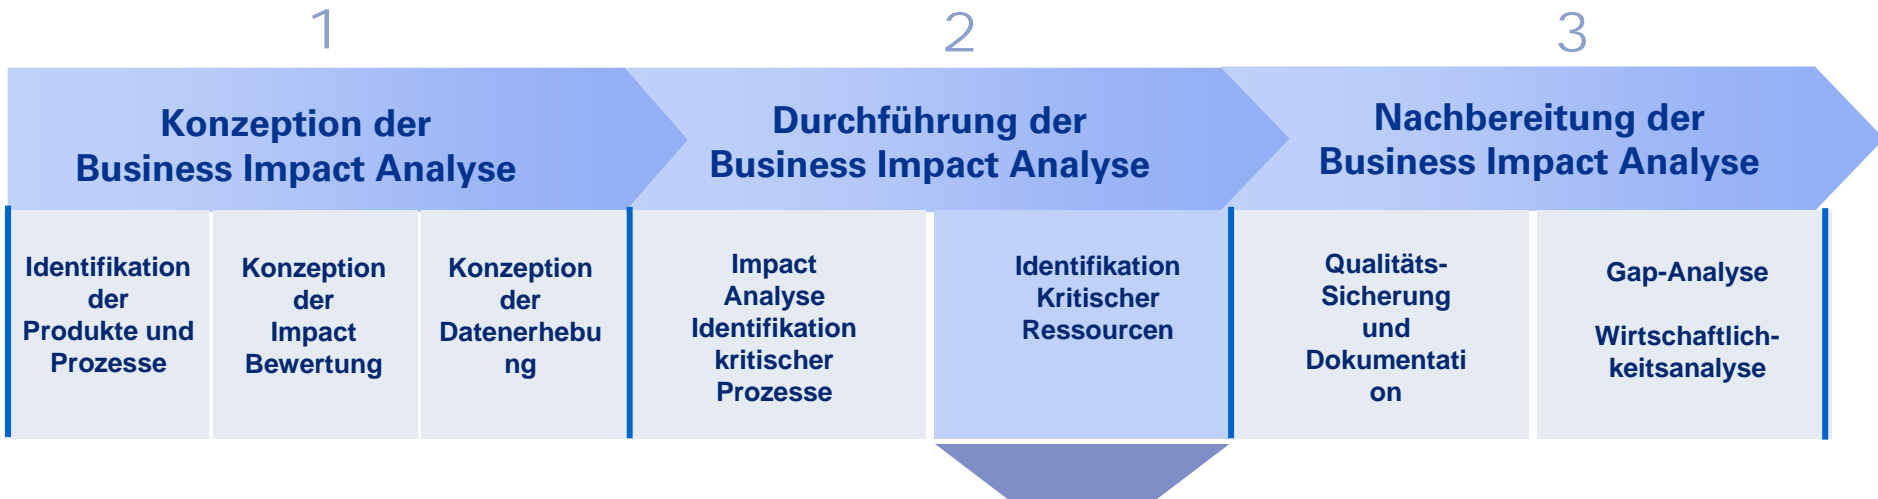 1
2
3
Konzeption der
Business Impact Analyse
Durchführung der
Business Impact Analyse
Nachbereitung der
Business Impact Analyse
Identifikation
der
Produkte und
Prozesse
Konzeption
der
Impact
Bewertung
Konzeption
der
Datenerhebu
ng
Impact
Analyse
Identifikation
kritischer
Prozesse
Identifikation
Kritischer
Ressourcen
Qualitäts-
Sicherung
und
Dokumentati
on
Gap-Analyse
Wirtschaftlich-
keitsanalyse